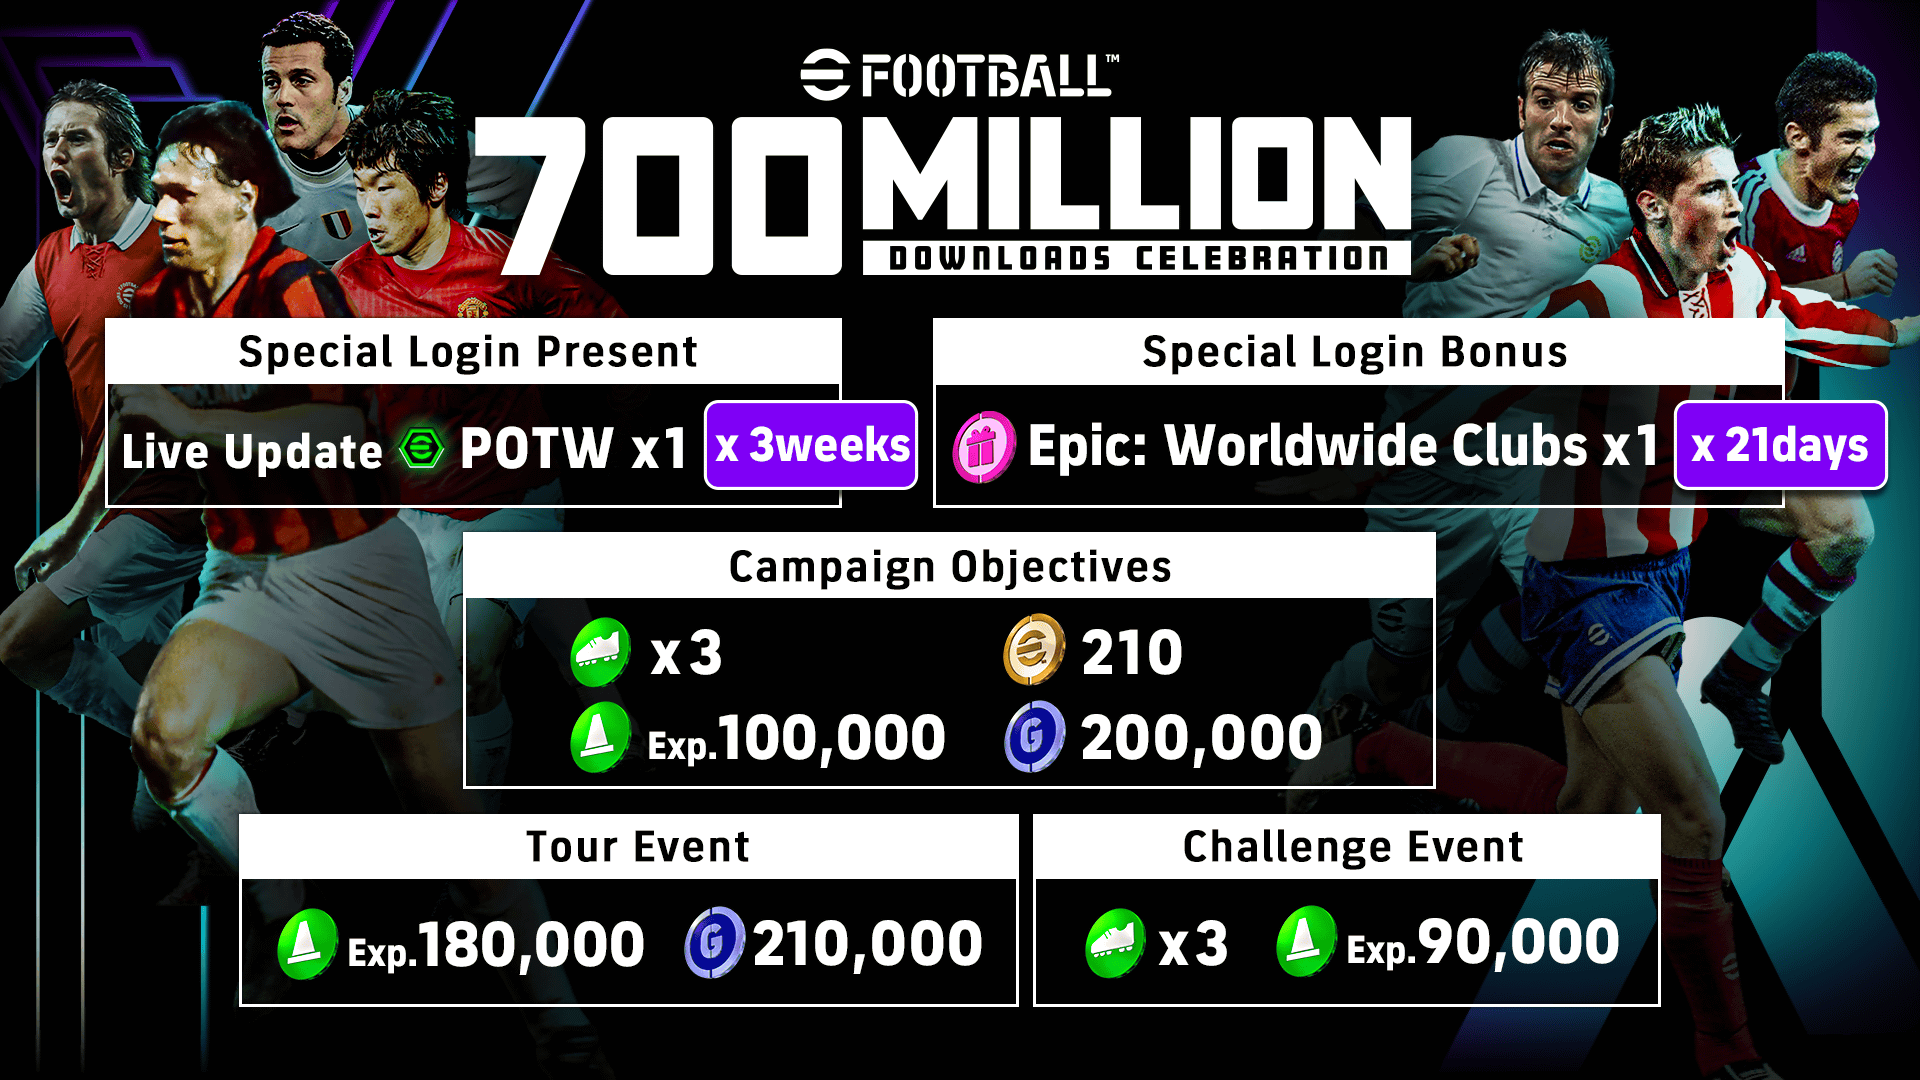 FOOTBALL™
700 MILLION
DOWNLOADS CELEBRATION
Special Login Present
Live Update POTW x1 x 3weeks
Special Login Bonus
Epic: Worldwide Clubs x1 x 21days
Campaign Objectives
x3 210
Exp.100,000 G 200,000
Tour Event
Exp.180,000 G 210,000
Challenge Event
x3 Exp.90,000